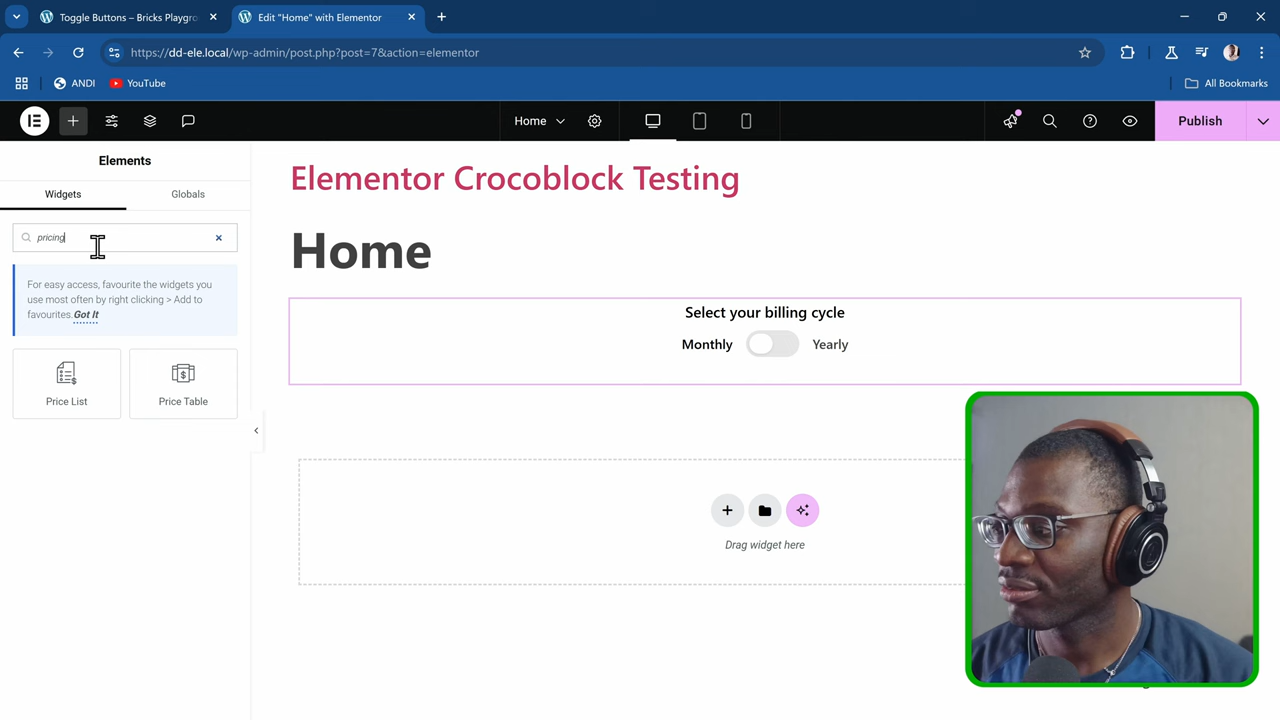 Toggle Buttons – Bricks Playgro
Edit "Home" with Elementor
https://dd-ele.local/wp-admin/post.php?post=7&action=elementor
ANDI
YouTube
All Bookmarks
Home
Publish
Elements
Widgets
Globals
pricing
For easy access, favourite the widgets you
use most often by right clicking > Add to
favourites.Got It
Price List
Price Table
Elementor Crocoblock Testing
Home
Select your billing cycle
Monthly
Yearly
Drag widget here